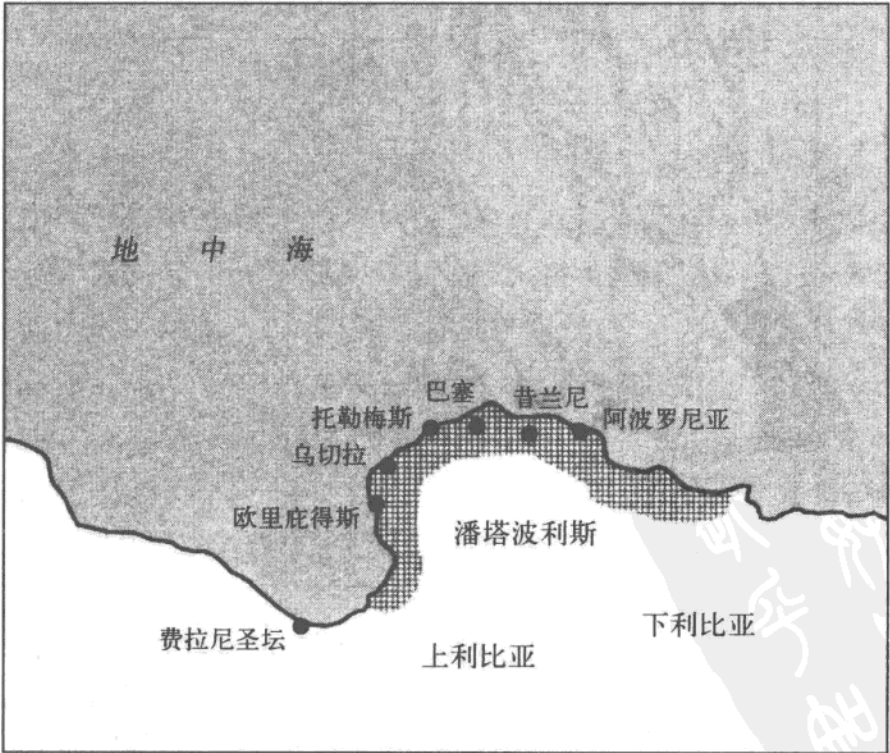 地 中 海
巴塞
昔兰尼
托勒梅斯
阿波罗尼亚
乌切拉
欧里庇得斯
潘塔波利斯
费拉尼圣坛
下利比亚
上利比亚